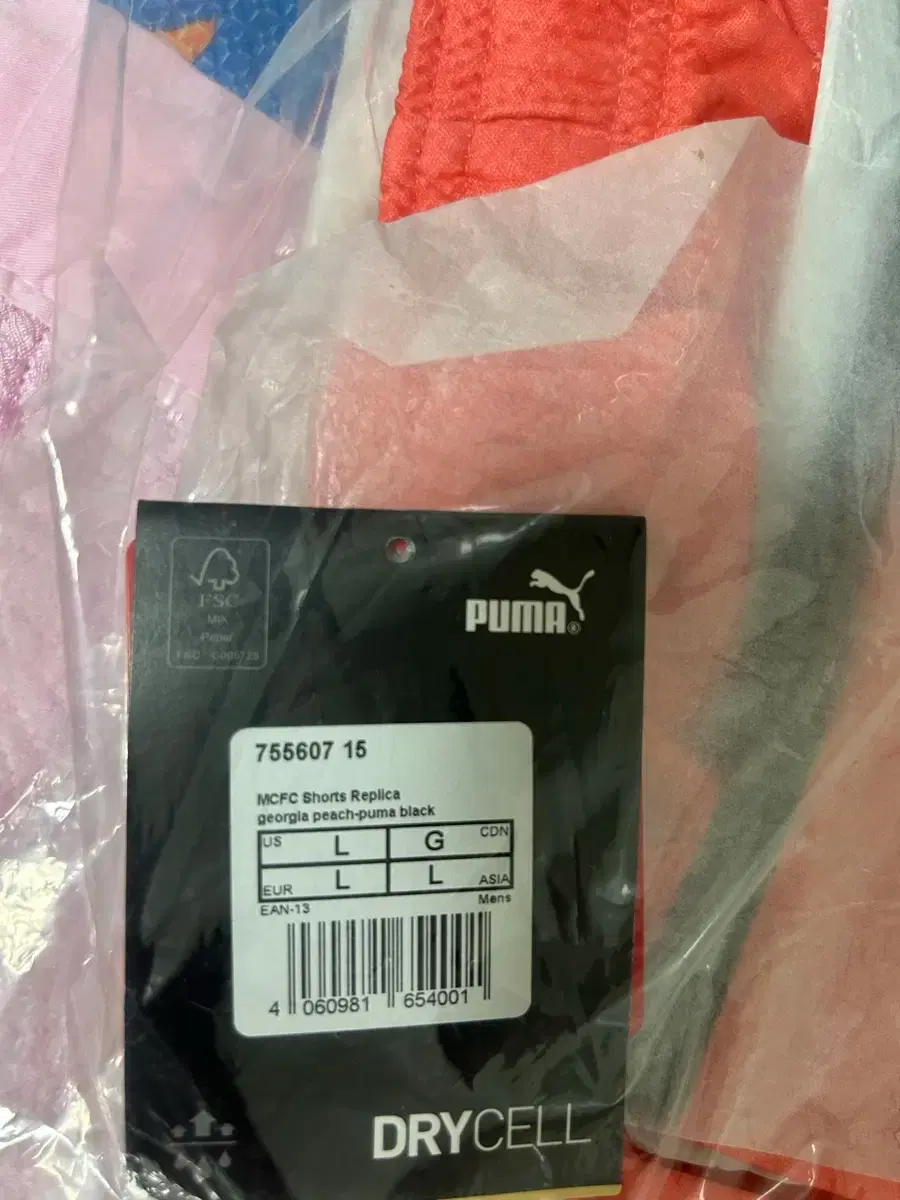 FSC
MIX
Paper
PUMA®
755607 15
MCFC Shorts Replica
georgia peach-puma black
US L G CDN
EUR L L ASIA
EAN-13 Mens
4 060981 654001
DRYCELL